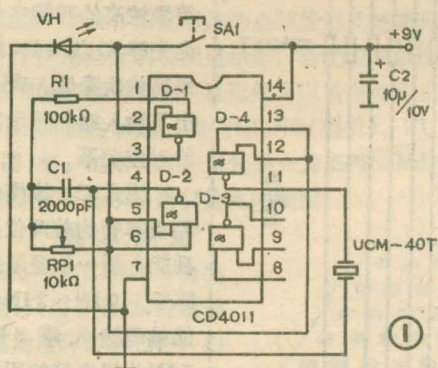 VH
SA1
+9V
R1
100kΩ
1
D-1
14
+
C2
10μ/10V
2
&
D-4
13
3
12
C1
2000pF
4
D-2
&
11
5
&
D-3
10
6
&
9
RP1
10kΩ
7
8
UCM-40T
CD4011
①